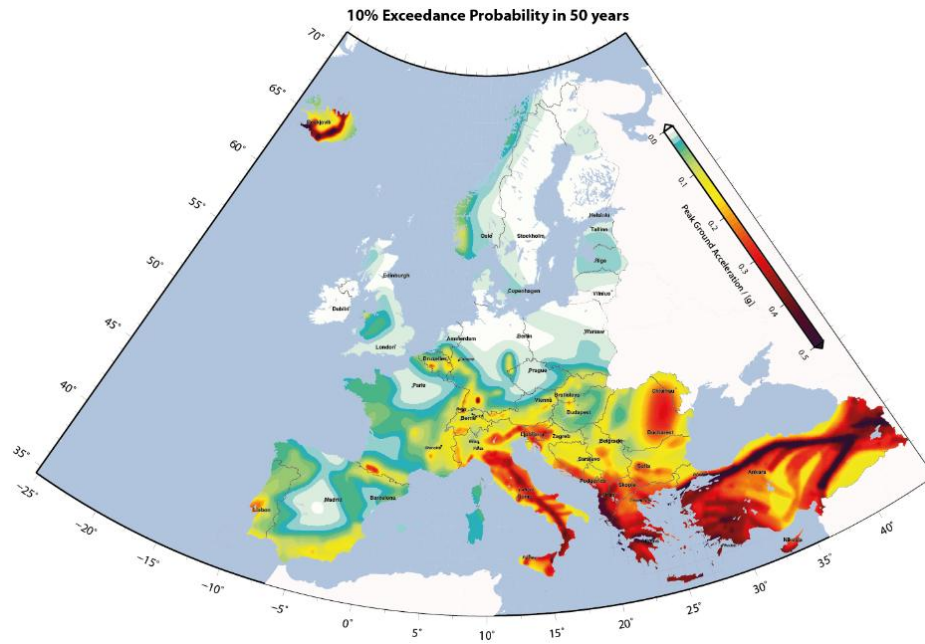 10% Exceedance Probability in 50 years
70°
65°
60°
55°
50°
45°
40°
35°
−25°
−20°
−15°
−10°
−5°
0°
5°
10°
15°
20°
25°
30°
35°
40°
0.0
0.1
0.2
0.3
0.4
0.5
Peak Ground Acceleration / [g]
Reykjavik
Helsinki
Tallinn
Oslo
Stockholm
Riga
Edinburgh
Copenhagen
Vilnius
Dublin
Amsterdam
Berlin
Warsaw
London
Brusselles
Prague
Paris
Vienna
Bratislava
Chisinau
Budapest
Bern
Ljubljana
Zagreb
Bucharest
Belgrade
Milan
Sarajevo
Sofia
Madrid
Barcelona
Podgorica
Skopje
Ankara
Lisbon
Nicosia